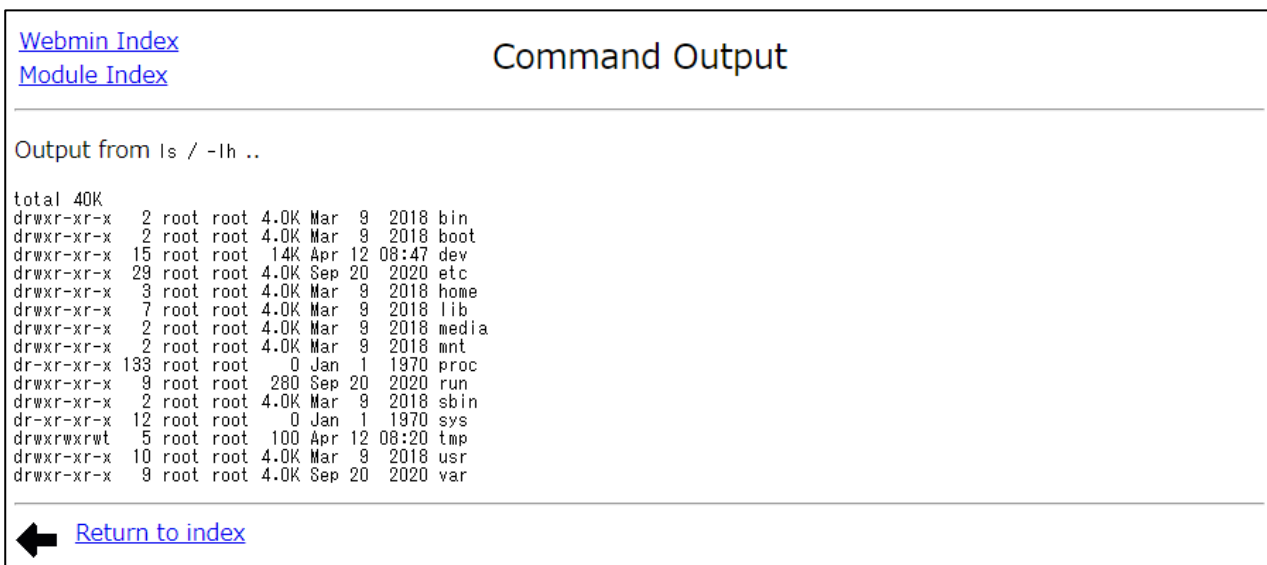 Webmin Index
Module Index
Command Output
Output from ls / -lh ..
total 40K
drwxr-xr-x   2 root root 4.0K Mar  9  2018 bin
drwxr-xr-x   2 root root 4.0K Mar  9  2018 boot
drwxr-xr-x  15 root root  14K Apr 12 08:47 dev
drwxr-xr-x  29 root root 4.0K Sep 20  2020 etc
drwxr-xr-x   3 root root 4.0K Mar  9  2018 home
drwxr-xr-x   7 root root 4.0K Mar  9  2018 lib
drwxr-xr-x   2 root root 4.0K Mar  9  2018 media
drwxr-xr-x   2 root root 4.0K Mar  9  2018 mnt
dr-xr-xr-x 133 root root    0 Jan  1  1970 proc
drwxr-xr-x   9 root root  280 Sep 20  2020 run
drwxr-xr-x   2 root root 4.0K Mar  9  2018 sbin
dr-xr-xr-x  12 root root    0 Jan  1  1970 sys
drwxrwxrwt   5 root root  100 Apr 12 08:20 tmp
drwxr-xr-x  10 root root 4.0K Mar  9  2018 usr
drwxr-xr-x   9 root root 4.0K Sep 20  2020 var
Return to index